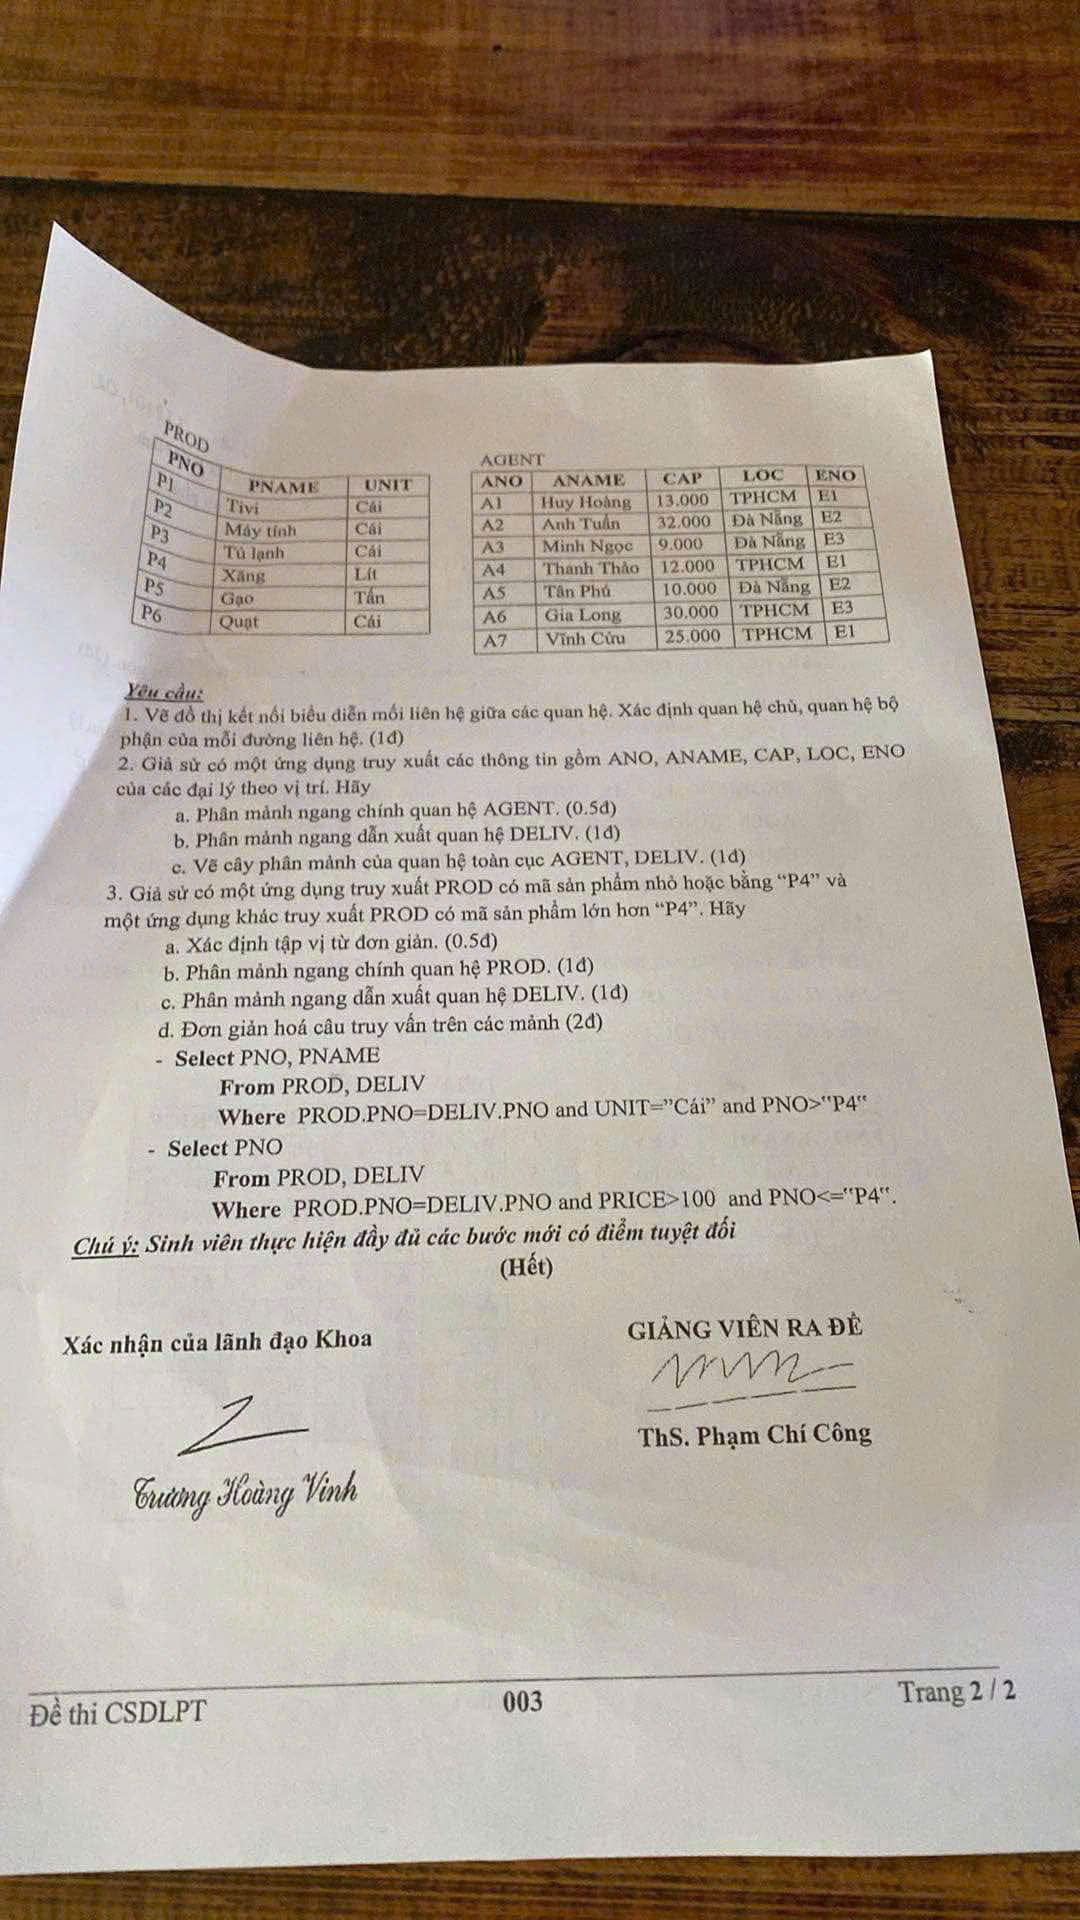 PROD
PNO PNAME UNIT
P1 Tivi Cái
P2 Máy tính Cái
P3 Tủ lạnh Cái
P4 Xăng Lít
P5 Gạo Tấn
P6 Quạt Cái
AGENT
ANO ANAME CAP LOC ENO
A1 Huy Hoàng 13.000 TPHCM E1
A2 Anh Tuấn 32.000 Đà Nẵng E2
A3 Minh Ngọc 9.000 Đà Nẵng E3
A4 Thanh Thảo 12.000 TPHCM E1
A5 Tân Phú 10.000 Đà Nẵng E2
A6 Gia Long 30.000 TPHCM E3
A7 Vĩnh Cửu 25.000 TPHCM E1
Yêu cầu:
1. Vẽ đồ thị kết nối biểu diễn mối liên hệ giữa các quan hệ. Xác định quan hệ chủ, quan hệ bộ
phận của mỗi đường liên hệ. (1đ)
2. Giả sử có một ứng dụng truy xuất các thông tin gồm ANO, ANAME, CAP, LOC, ENO
của các đại lý theo vị trí. Hãy
a. Phân mảnh ngang chính quan hệ AGENT. (0.5đ)
b. Phân mảnh ngang dẫn xuất quan hệ DELIV. (1đ)
c. Vẽ cây phân mảnh của quan hệ toàn cục AGENT, DELIV. (1đ)
3. Giả sử có một ứng dụng truy xuất PROD có mã sản phẩm nhỏ hoặc bằng “P4” và
một ứng dụng khác truy xuất PROD có mã sản phẩm lớn hơn “P4”. Hãy
a. Xác định tập vị từ đơn giản. (0.5đ)
b. Phân mảnh ngang chính quan hệ PROD. (1đ)
c. Phân mảnh ngang dẫn xuất quan hệ DELIV. (1đ)
d. Đơn giản hoá câu truy vấn trên các mảnh (2đ)
- Select PNO, PNAME
From PROD, DELIV
Where PROD.PNO=DELIV.PNO and UNIT=”Cái” and PNO>"P4"
- Select PNO
From PROD, DELIV
Where PROD.PNO=DELIV.PNO and PRICE>100 and PNO<="P4".
Chú ý: Sinh viên thực hiện đầy đủ các bước mới có điểm tuyệt đối
(Hết)
Xác nhận của lãnh đạo Khoa
GIẢNG VIÊN RA ĐỀ
Trương Hoàng Vinh
ThS. Phạm Chí Công
Đề thi CSDLPT 003 Trang 2 / 2